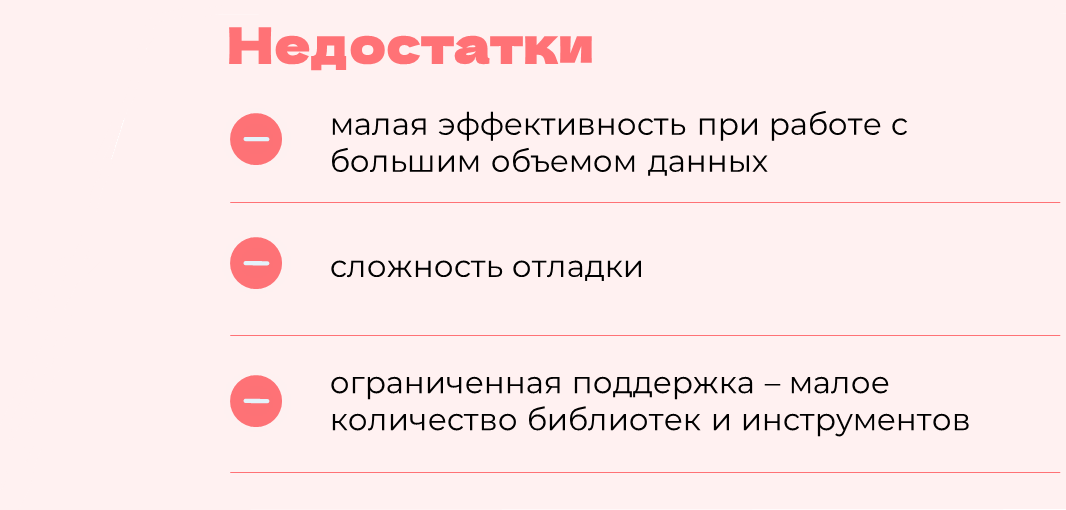 Недостатки
малая эффективность при работе с
большим объемом данных
сложность отладки
ограниченная поддержка – малое
количество библиотек и инструментов